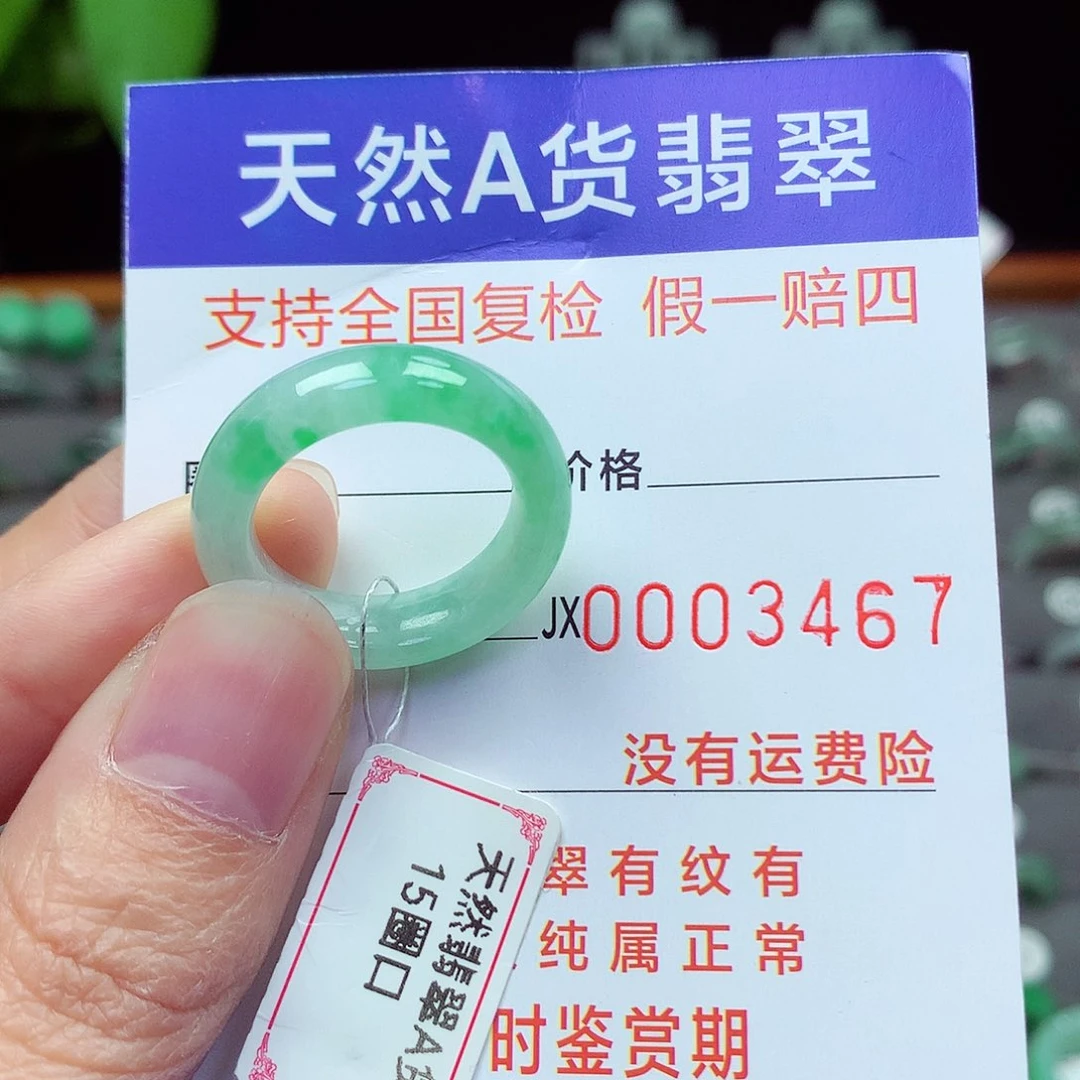 天然A货翡翠
支持全国复检 假一赔四
价格
JX0003467
没有运费险
翠有纹有
纯属正常
时鉴赏期
天然翡翠A货
15圈口